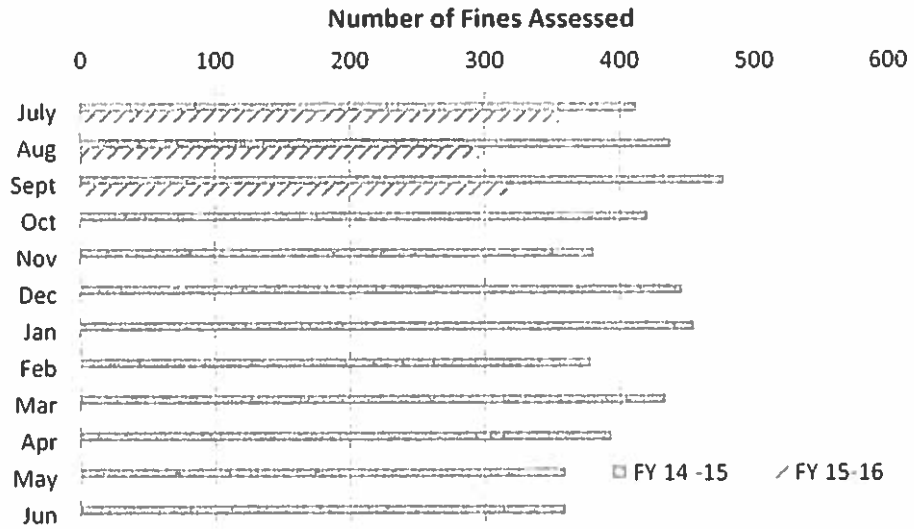 Number of Fines Assessed
0 100 200 300 400 500 600
July
Aug
Sept
Oct
Nov
Dec
Jan
Feb
Mar
Apr
May
Jun
FY 14 -15 FY 15-16